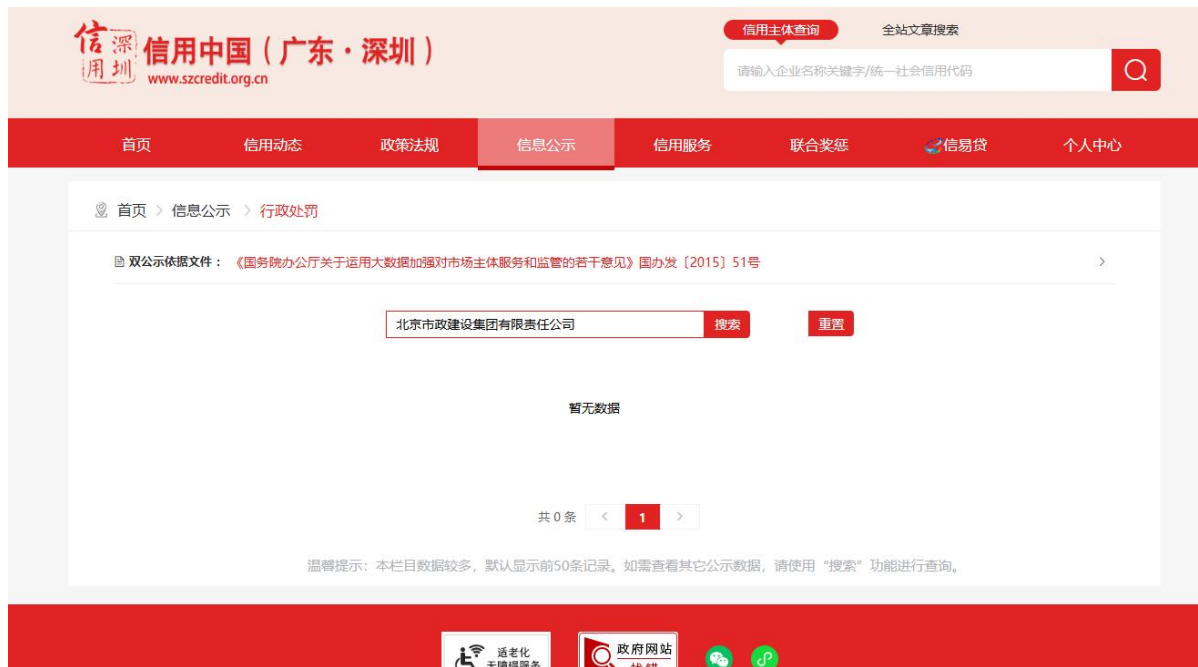 信用
深圳
信用中国（广东·深圳）
www.szcredit.org.cn
信用主体查询 全站文章搜索
请输入企业名称关键字/统一社会信用代码
首页 信用动态 政策法规 信息公示 信用服务 联合奖惩 信易贷 个人中心
首页 > 信息公示 > 行政处罚
双公示依据文件： 《国务院办公厅关于运用大数据加强对市场主体服务和监管的若干意见》国办发〔2015〕51号 >
北京市政建设集团有限责任公司 搜索 重置
暂无数据
共 0 条 < 1 >
温馨提示：本栏目数据较多，默认显示前50条记录。如需查看其它公示数据，请使用“搜索”功能进行查询。
适老化
无障碍服务
政府网站
找错